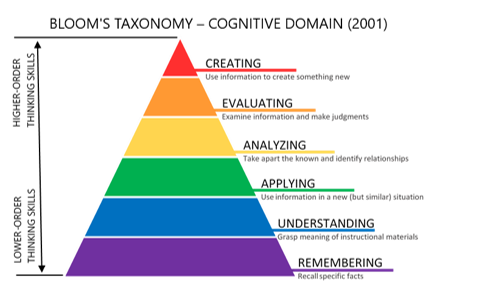 BLOOM'S TAXONOMY – COGNITIVE DOMAIN (2001)
HIGHER-ORDER
THINKING SKILLS
CREATING
Use information to create something new
EVALUATING
Examine information and make judgments
ANALYZING
Take apart the known and identify relationships
APPLYING
Use information in a new (but similar) situation
LOWER-ORDER
THINKING SKILLS
UNDERSTANDING
Grasp meaning of instructional materials
REMEMBERING
Recall specific facts